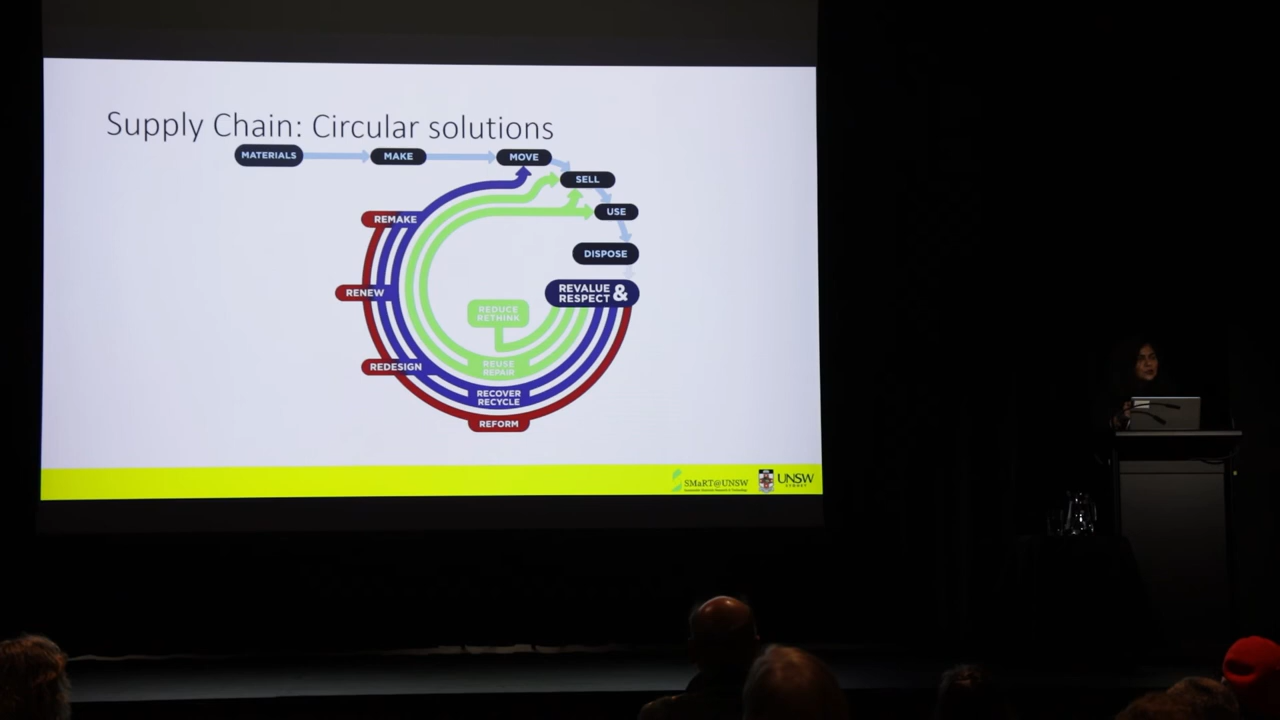 Supply Chain: Circular solutions
MATERIALS
MAKE
MOVE
SELL
USE
DISPOSE
REVALUE &
RESPECT
REMAKE
RENEW
REDESIGN
REDUCE
RETHINK
REUSE
REPAIR
RECOVER
RECYCLE
REFORM
SMaRT@UNSW
UNSW
SYDNEY